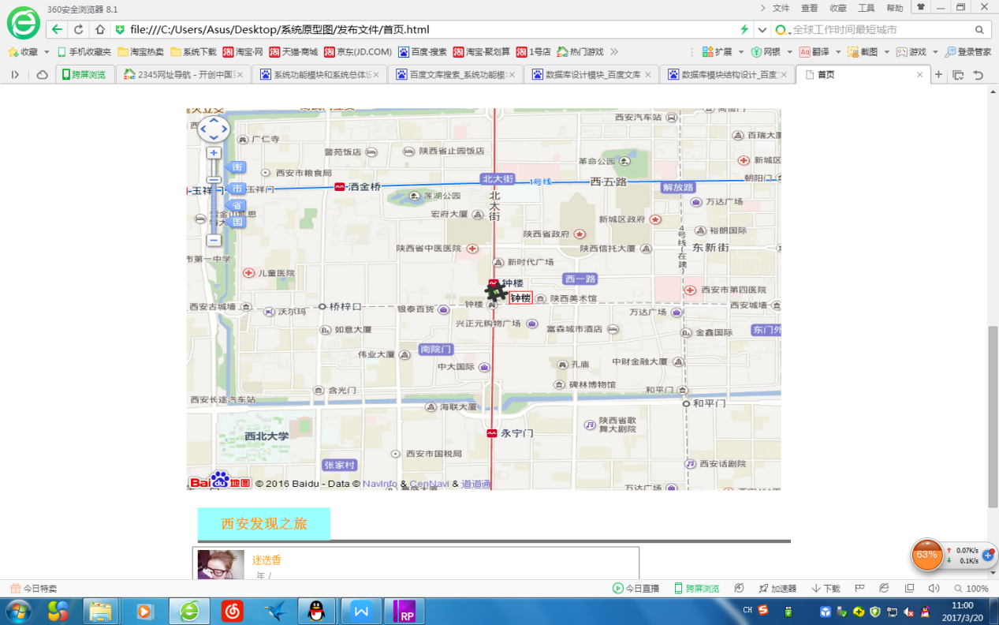 360安全浏览器 8.1
文件 查看 收藏 工具 帮助
file:///C:/Users/Asus/Desktop/系统原型图/发布文件/首页.html
全球工作时间最短城市
收藏 手机收藏夹 淘宝热卖 系统下载 淘宝·网 天猫·商城 京东(JD.COM) 百度·搜索 淘宝·聚划算 1号店 热门游戏 扩展 网银 翻译 截图 游戏 登录管家
跨屏浏览 2345网址导航 - 开创中国 系统功能模块和系统总体设 百度文库搜索_系统功能模 数据库设计模块_百度文库 数据库模块结构设计_百度 首页
西安汽车站
广仁寺
百瑞大厦
警苑饭店 陕西省止园饭店
革命公园 新城区
街
西安市粮食局
北大街 1号线 西五路 朝阳门
市 玉祥门 玉祥门 洒金桥 解放路
莲湖公园
北大街
万达广场
省
国
宏府大厦 新城区政府
4号线(在建)
陕西省政府 裕朗国际
陕西省中医医院 陕西信托大厦 东新街
市第一中学 新时代广场
儿童医院 西一路
钟楼
西安市第四医院
钟楼 陕西美术馆
西安古城墙 桥梓口 银泰百货 钟楼 西安城墙
沃尔玛 万达广场
兴正元购物广场
如意大厦 富森城市酒店 金鑫国际 东门外
南院门
伟业大厦 中财金融大厦
中大国际 孔庙
碑林博物馆
含光门 和平门
西安长途汽车站 和平门
海联大厦
陕西省歌
舞大剧院
西北大学 永宁门
西安市国税局
张家村 西安话剧院
Bai du 地图 © 2016 Baidu - Data © NavInfo & CenNavi & 道道通
万达广场
西安发现之旅
迷迭香
年 /
63%
0.07K/s
0.1K/s
今日特卖 今日直播 跨屏浏览 加速器 下载 100%
W
RP
CH
11:00
2017/3/20